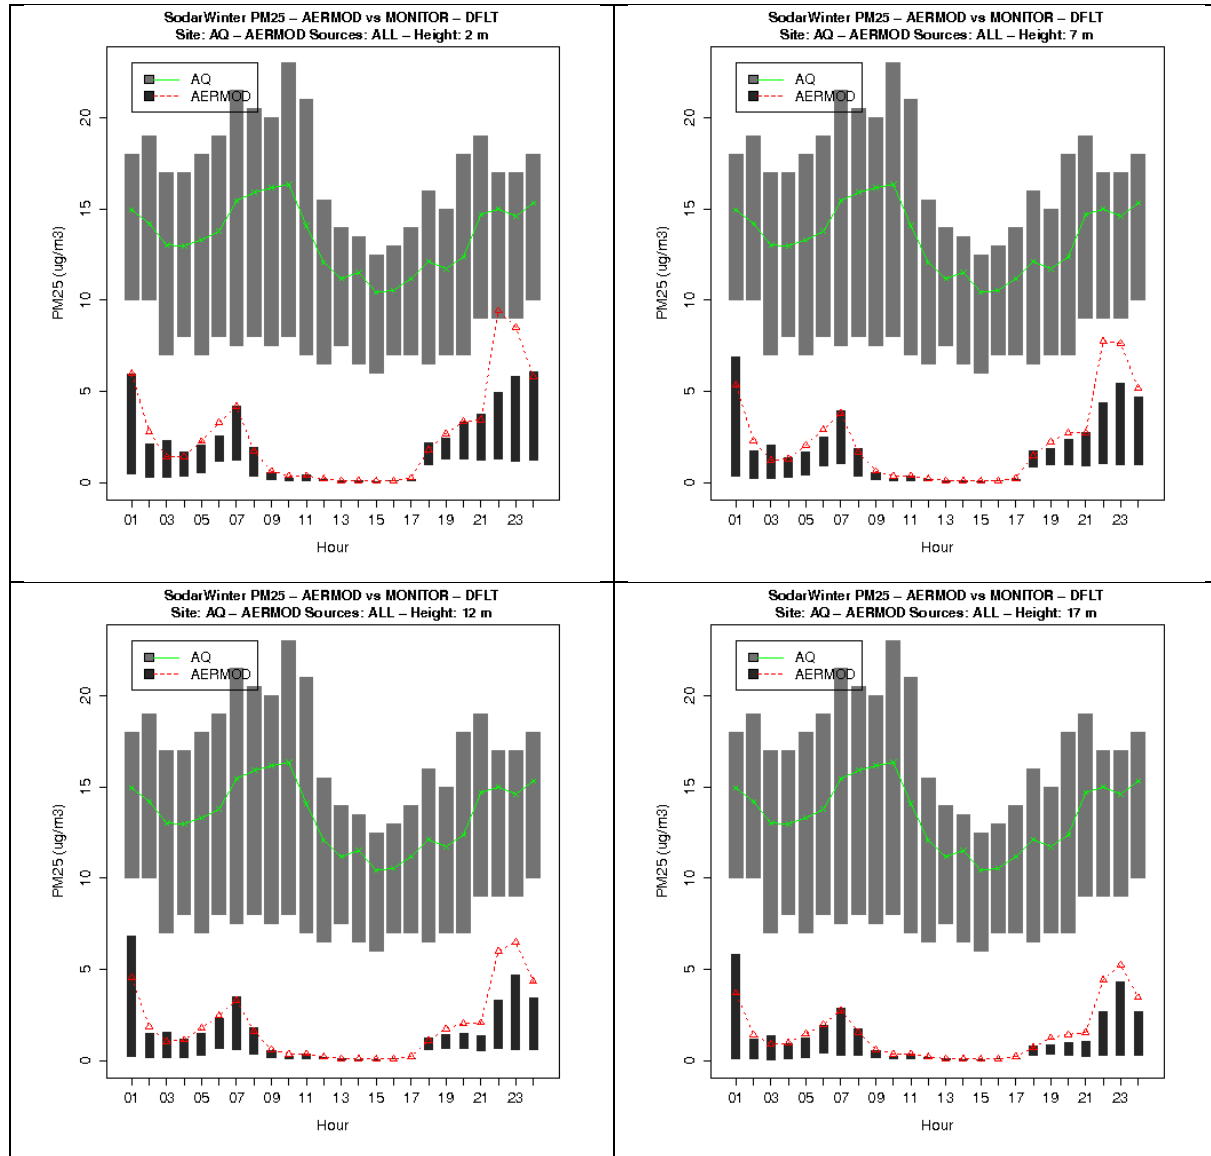 SodarWinter PM25 – AERMOD vs MONITOR – DFLT
Site: AQ – AERMOD Sources: ALL – Height: 2 m
AQ
AERMOD
PM25 (ug/m3)
20
15
10
5
0
01 03 05 07 09 11 13 15 17 19 21 23
Hour
SodarWinter PM25 – AERMOD vs MONITOR – DFLT
Site: AQ – AERMOD Sources: ALL – Height: 7 m
AQ
AERMOD
PM25 (ug/m3)
20
15
10
5
0
01 03 05 07 09 11 13 15 17 19 21 23
Hour
SodarWinter PM25 – AERMOD vs MONITOR – DFLT
Site: AQ – AERMOD Sources: ALL – Height: 12 m
AQ
AERMOD
PM25 (ug/m3)
20
15
10
5
0
01 03 05 07 09 11 13 15 17 19 21 23
Hour
SodarWinter PM25 – AERMOD vs MONITOR – DFLT
Site: AQ – AERMOD Sources: ALL – Height: 17 m
AQ
AERMOD
PM25 (ug/m3)
20
15
10
5
0
01 03 05 07 09 11 13 15 17 19 21 23
Hour